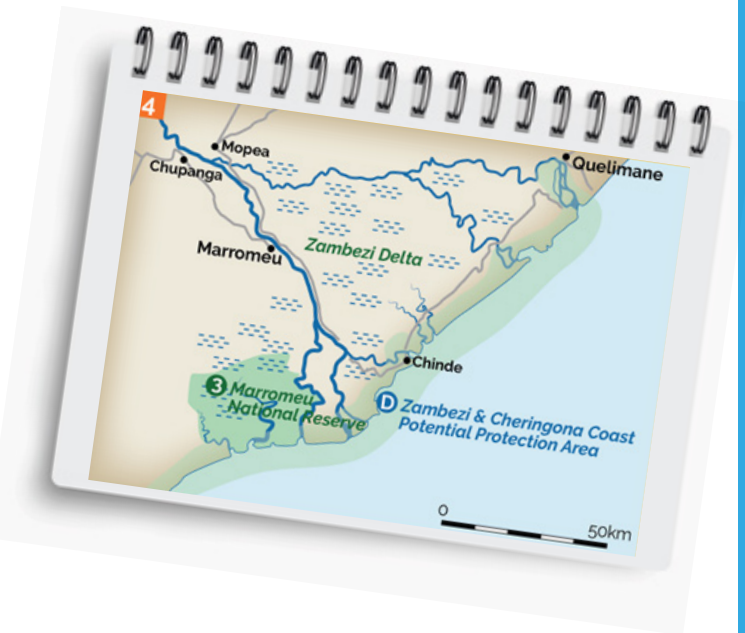 4
Mopea
Chupanga
Quelimane
Marromeu
Zambezi Delta
Chinde
3 Marromeu
National Reserve
D Zambezi & Cheringona Coast
Potential Protection Area
0
50km